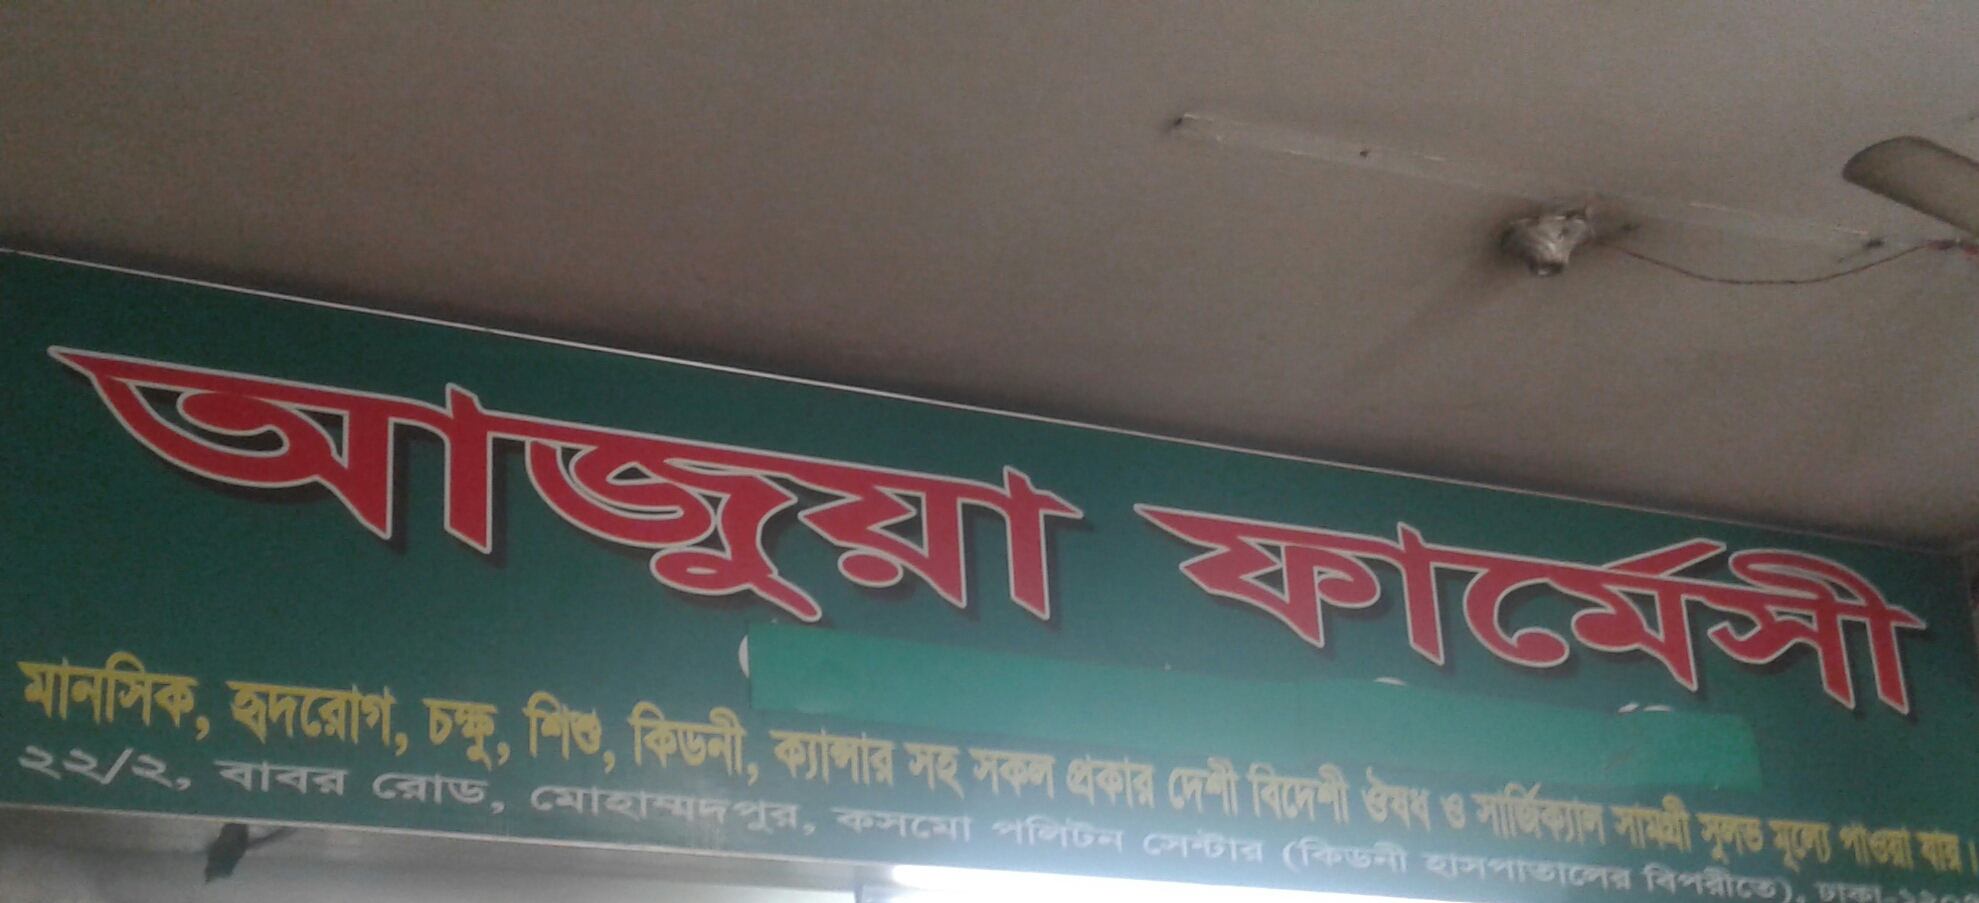 আজুয়া ফার্মেসী
মানসিক, হৃদরোগ, চক্ষু, শিশু, কিডনী, ক্যান্সার সহ সকল প্রকার দেশী বিদেশী ঔষধ ও সার্জিক্যাল সামগ্রী সুলভ মূল্যে পাওয়া যায়।
২২/২, বাবর রোড, মোহাম্মদপুর, কসমো পলিটন সেন্টার (কিডনী হাসপাতালের বিপরীতে), ঢাকা-